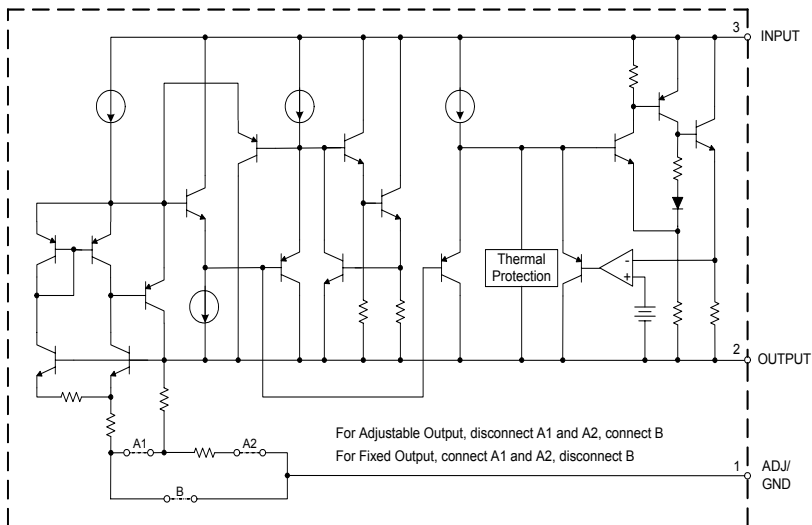 3
INPUT
Thermal
Protection
-
+
2
OUTPUT
For Adjustable Output, disconnect A1 and A2, connect B
For Fixed Output, connect A1 and A2, disconnect B
A1
A2
B
1
ADJ/
GND